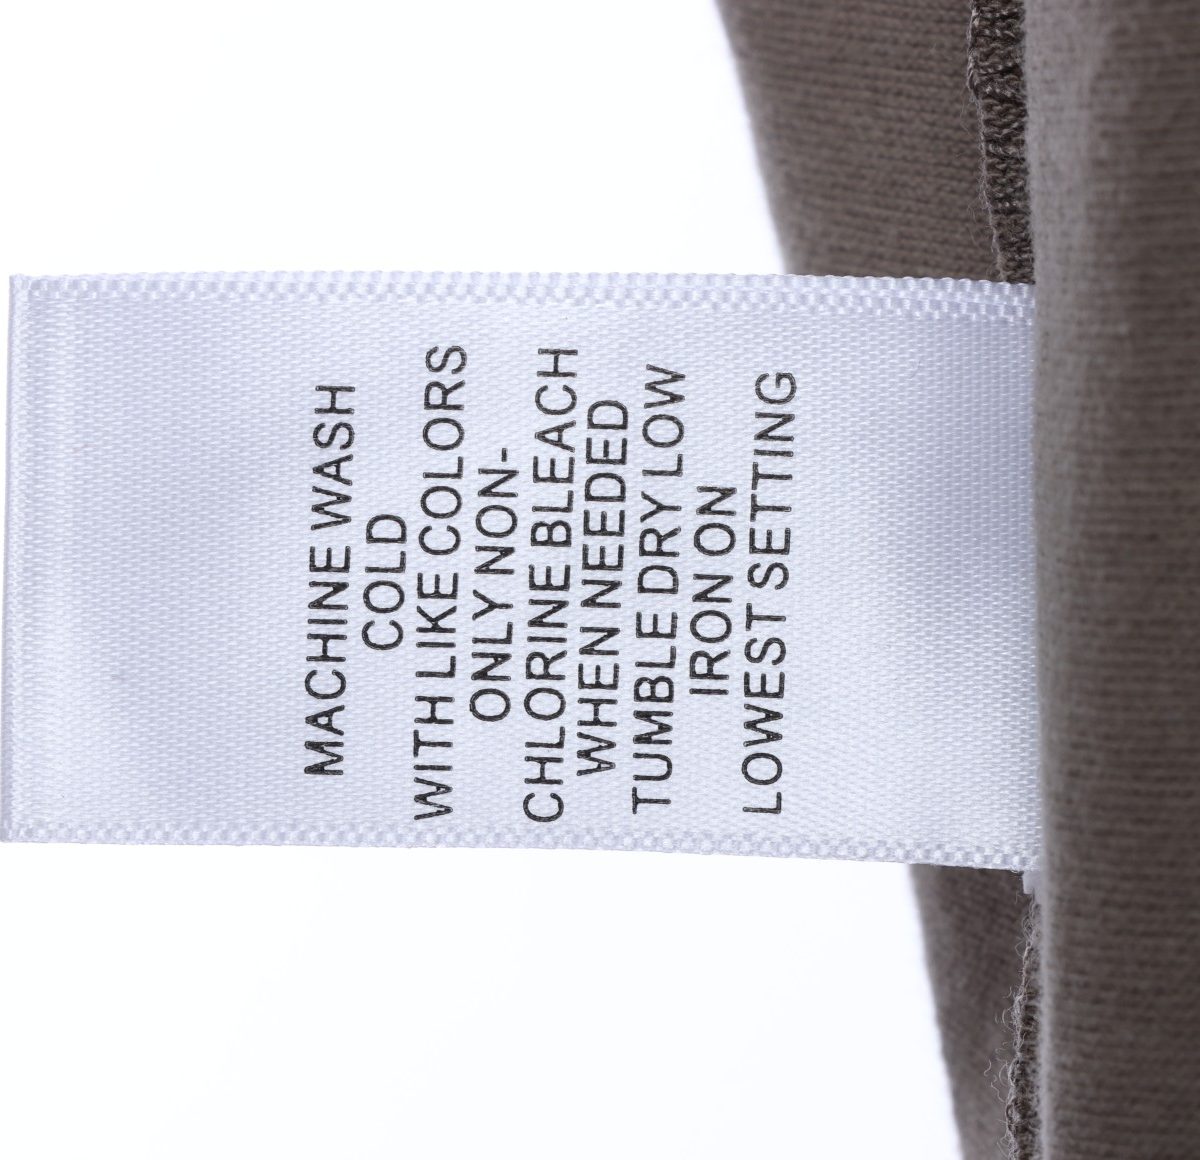 MACHINE WASH
COLD
WITH LIKE COLORS
ONLY NON-
CHLORINE BLEACH
WHEN NEEDED
TUMBLE DRY LOW
IRON ON
LOWEST SETTING